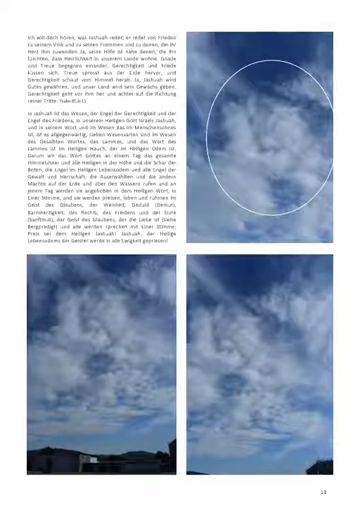 Ich will doch hören, was Jaahuah redet; er redet von Frieden
zu seinem Volk und zu seinen Frommen und zu denen, die ihr
Herz ihm zuwenden. Ja, seine Hilfe ist nahe denen, die ihn
fürchten, dass Herrlichkeit in unserem Lande wohne. Gnade
und Treue begegnen einander, Gerechtigkeit und Friede
küssen sich. Treue sprosst aus der Erde hervor, und
Gerechtigkeit schaut vom Himmel herab. Ja, Jaahuah wird
Gutes gewähren, und unser Land wird sein Gewächs geben.
Gerechtigkeit geht vor ihm her und achtet auf die Richtung
seiner Tritte.
In Jaahuah ist das Wesen, der Engel der Gerechtigkeit und der
Engel des Friedens, in unserem Heiligen Gott Israels Jaahuah,
und in seinem Wort und im Wesen das im Menschensohnes
ist, ist es allgegenwärtig, sieben Wesensarten sind im Wesen
des Gesalbten Wortes, des Lammes, und das Wort des
Lammes ist im Heiligen Hauch, der im Heiligen Odem ist.
Darum wir das Wort Gottes an einem Tag das gesamte
Himmelsheer und alle Heiligen in der Höhe und die Schar der
Boten, die Engel im Heiligen Lebensodem und alle Engel der
Gewalt und Herrschaft, die Auserwählten und die andern
Mächte auf der Erde und über den Wassern rufen und an
jenem Tag werden sie angehoben in dem Heiligen Wort, in
Einer Stimme, und sie werden preisen, loben und rühmen im
Geist des Glaubens, der Weisheit, Geduld (Demut),
Barmherzigkeit, des Rechts, des Friedens und der Güte
(Sanftmut), der Geist des Glaubens, der die Liebe ist (siehe
Bergpredigt) und alle werden sprechen mit Einer Stimme:
Preis sei dem Heiligen Jaahuah! Jaahuah, der Heilige
Lebensodems der Geister werde in alle Ewigkeit gepriesen!
13